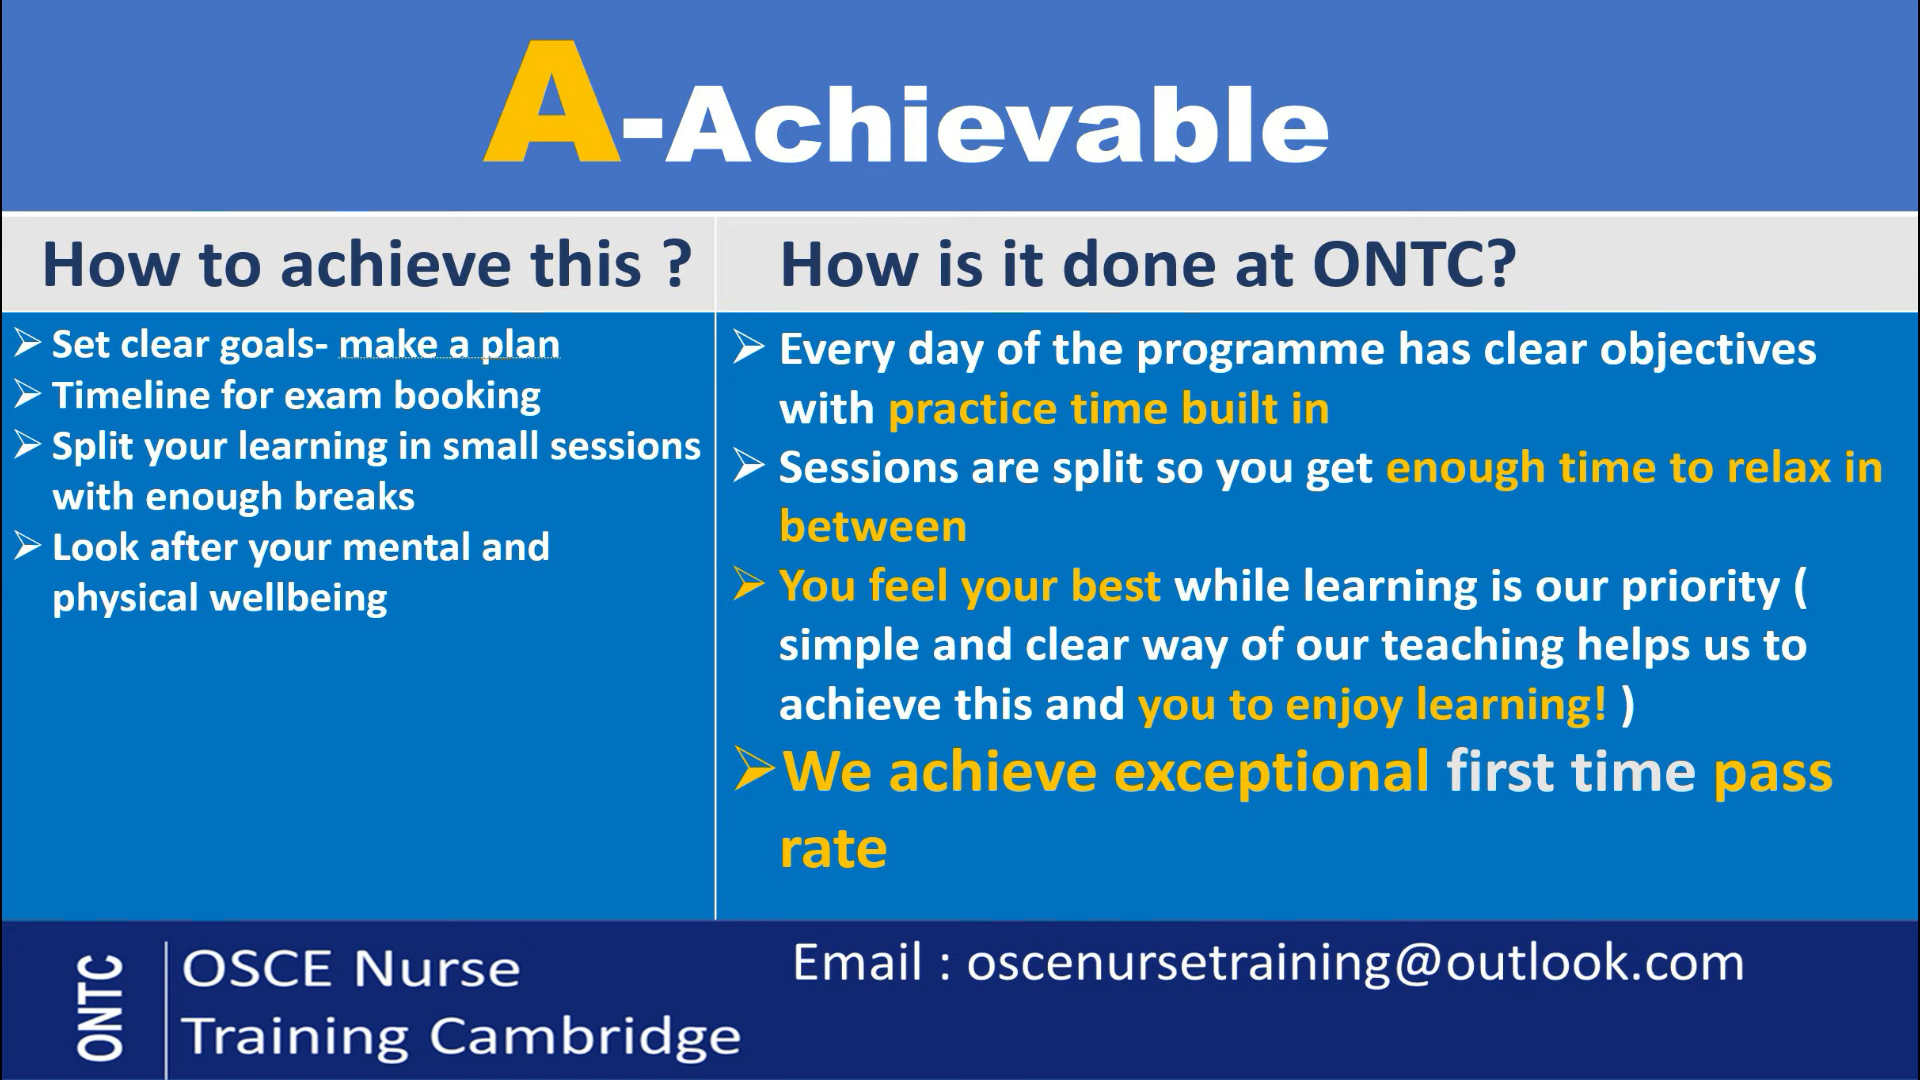 A-Achievable
How to achieve this ?
Set clear goals- make a plan
Timeline for exam booking
Split your learning in small sessions
with enough breaks
Look after your mental and
physical wellbeing
How is it done at ONTC?
Every day of the programme has clear objectives
with practice time built in
Sessions are split so you get enough time to relax in
between
You feel your best while learning is our priority (
simple and clear way of our teaching helps us to
achieve this and you to enjoy learning! )
We achieve exceptional first time pass
rate
ONTC
OSCE Nurse
Training Cambridge
Email : oscenursetraining@outlook.com